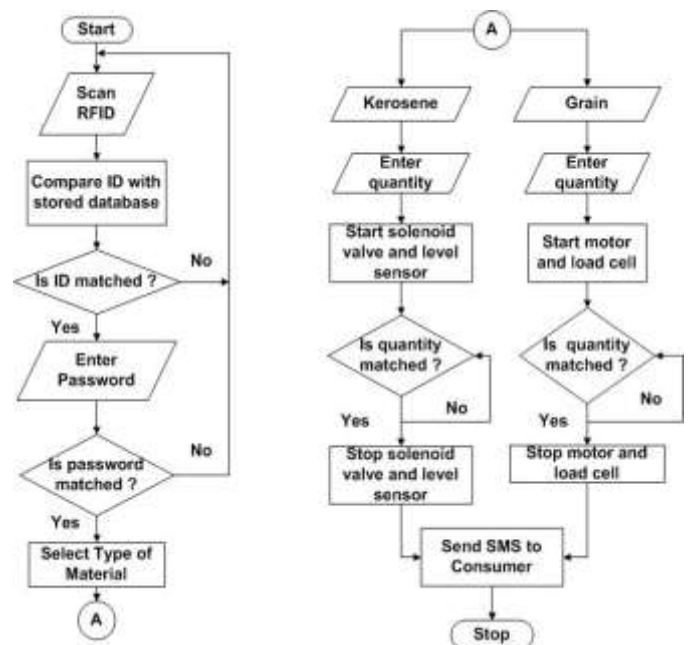 Start
Scan
RFID
Compare ID with
stored database
Is ID matched ?
No
Yes
Enter
Password
Is password
matched ?
No
Yes
Select Type of
Material
A
A
Kerosene
Enter
quantity
Start solenoid
valve and level
sensor
Is quantity
matched ?
No
Yes
Stop solenoid
valve and level
sensor
Grain
Enter
quantity
Start motor
and load cell
Is quantity
matched ?
No
Yes
Stop motor and
load cell
Send SMS to
Consumer
Stop